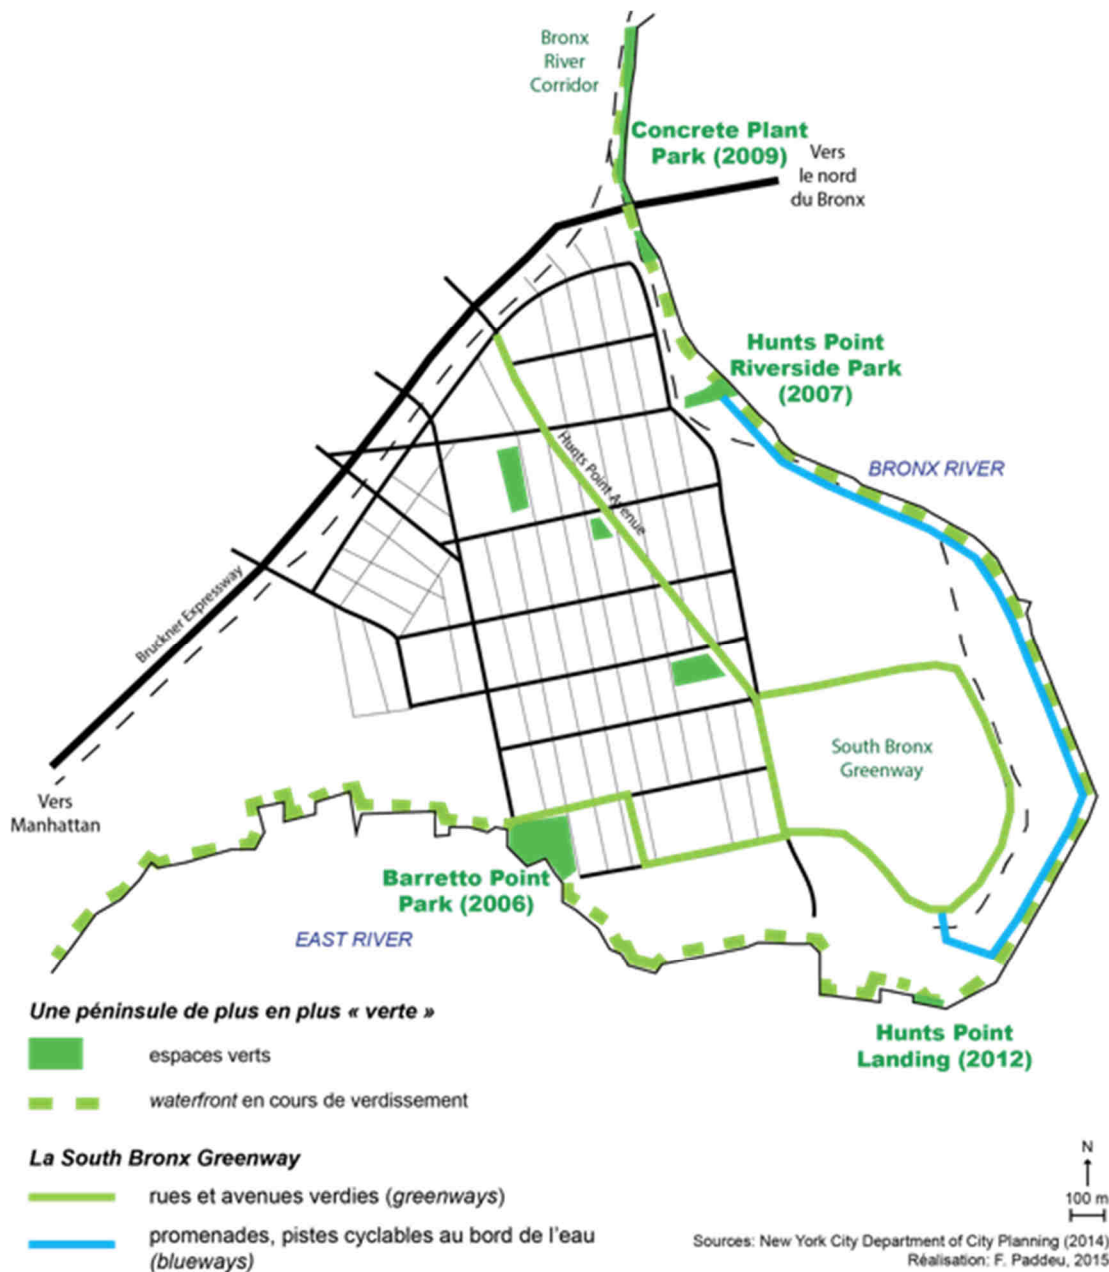 Bronx
River
Corridor
Concrete Plant
Park (2009)
Vers
le nord
du Bronx
Hunts Point
Riverside Park
(2007)
Hunts Point Avenue
BRONX RIVER
Bruckner Expressway
South Bronx
Greenway
Vers
Manhattan
Barretto Point
Park (2006)
EAST RIVER
Hunts Point
Landing (2012)
Une péninsule de plus en plus « verte »
espaces verts
waterfront en cours de verdissement
La South Bronx Greenway
rues et avenues verdies (greenways)
promenades, pistes cyclables au bord de l'eau
(blueways)
N
100 m
Sources: New York City Department of City Planning (2014)
Réalisation: F. Paddeu, 2015